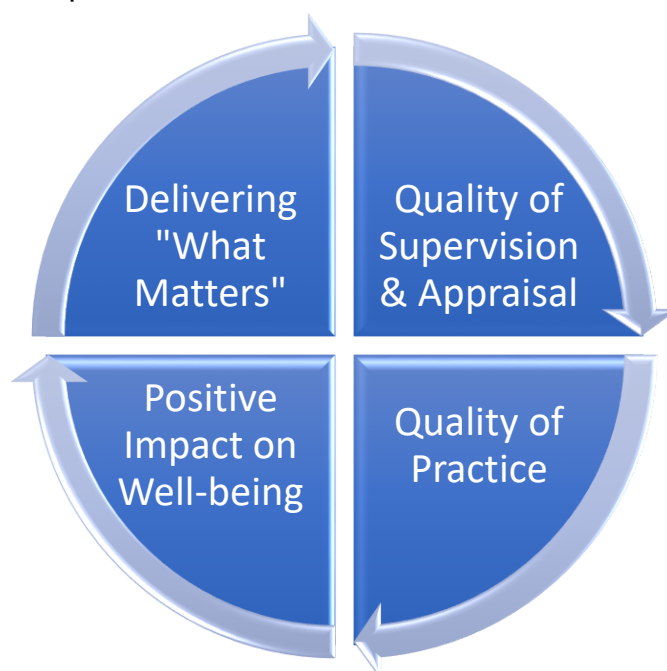 Delivering
"What
Matters"
Quality of
Supervision
& Appraisal
Positive
Impact on
Well-being
Quality of
Practice